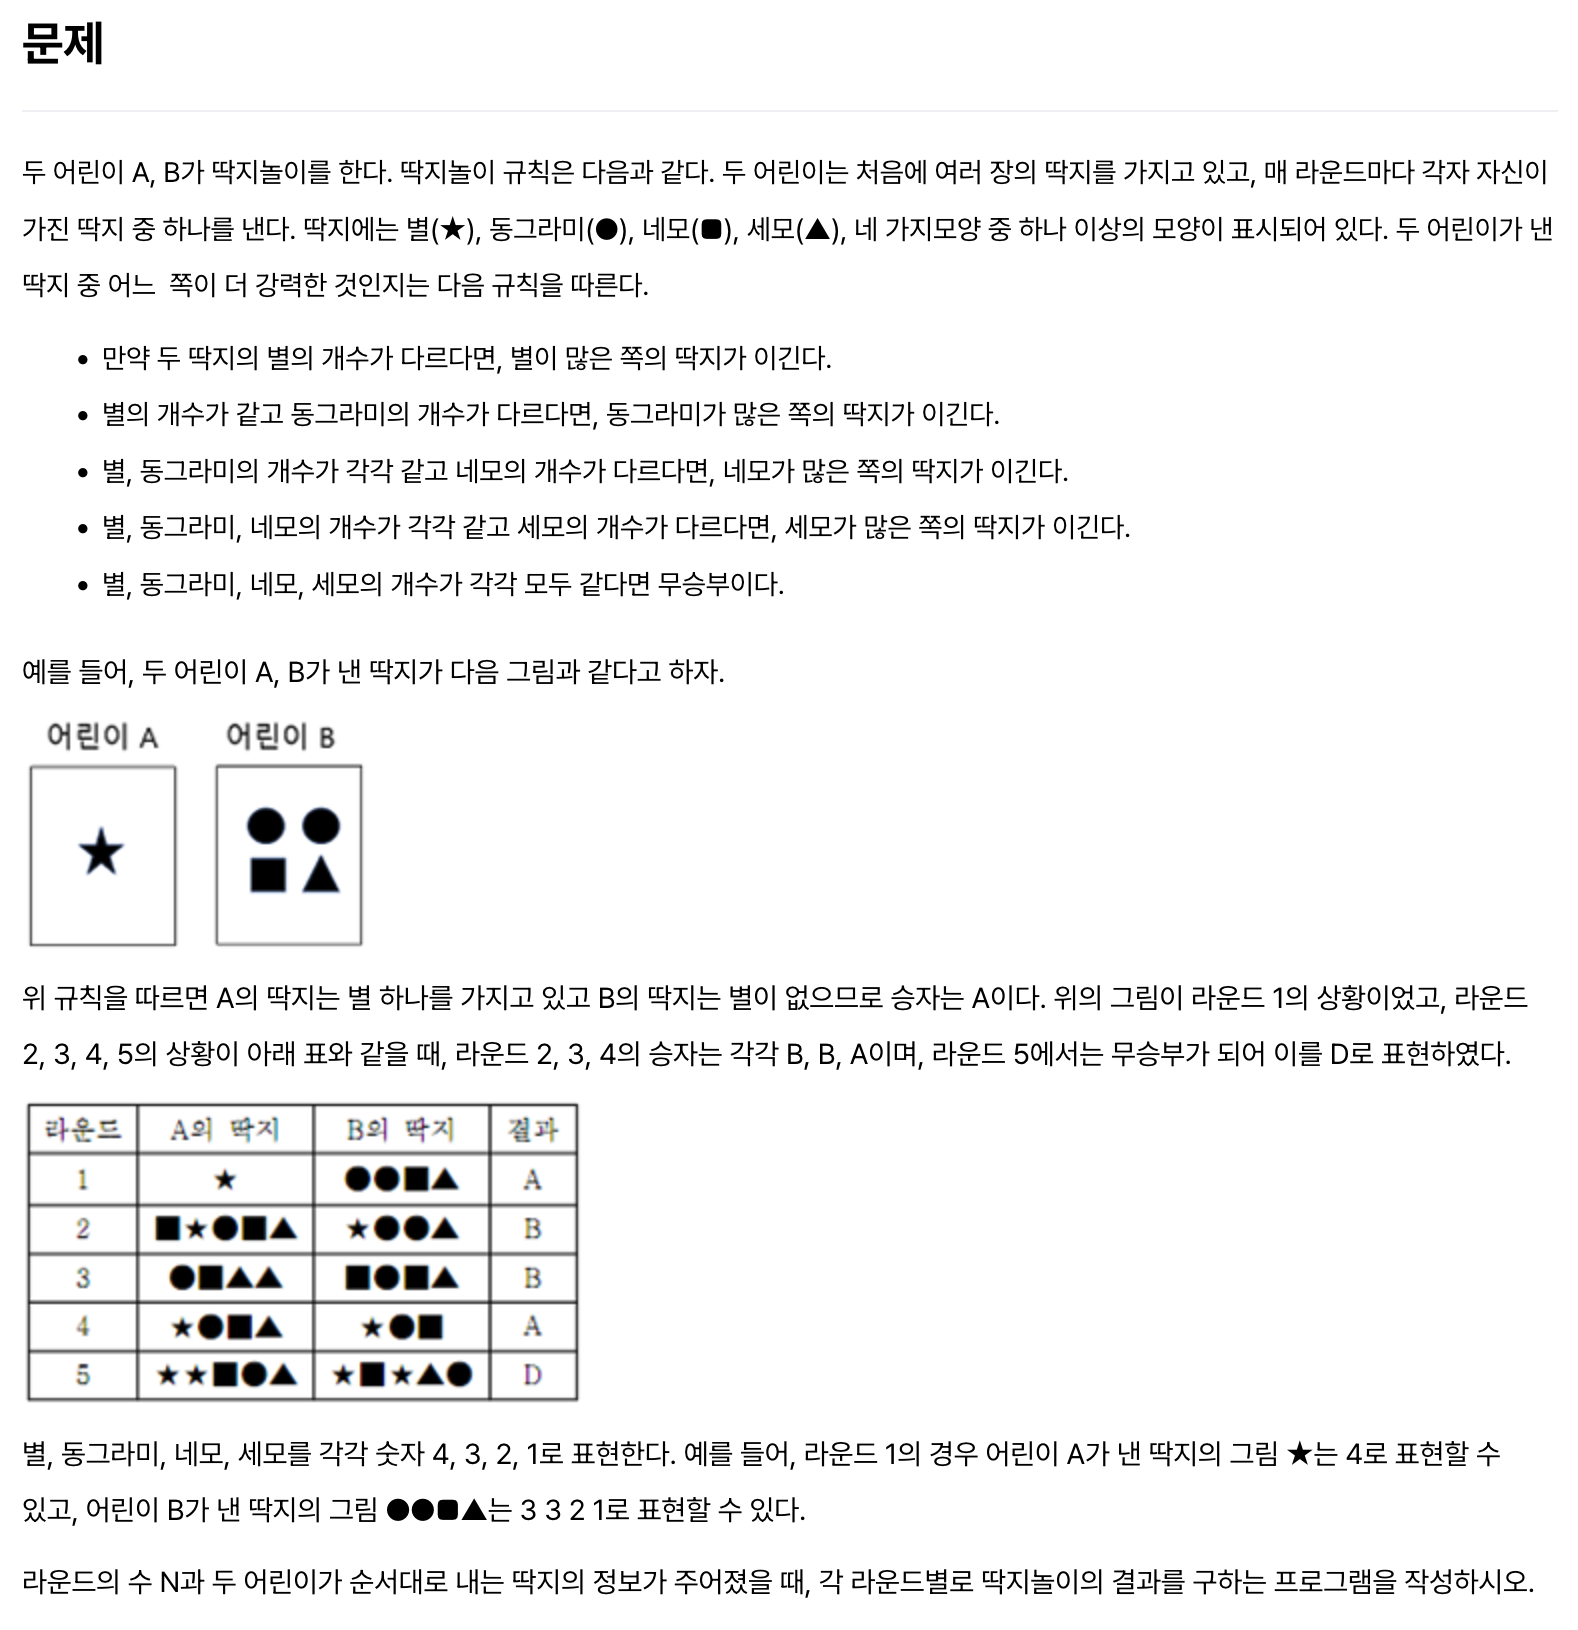 문제
두 어린이 A, B가 딱지놀이를 한다. 딱지놀이 규칙은 다음과 같다. 두 어린이는 처음에 여러 장의 딱지를 가지고 있고, 매 라운드마다 각자 자신이
가진 딱지 중 하나를 낸다. 딱지에는 별(★), 동그라미(●), 네모(■), 세모(▲), 네 가지모양 중 하나 이상의 모양이 표시되어 있다. 두 어린이가 낸
딱지 중 어느  쪽이 더 강력한 것인지는 다음 규칙을 따른다.
• 만약 두 딱지의 별의 개수가 다르다면, 별이 많은 쪽의 딱지가 이긴다.
• 별의 개수가 같고 동그라미의 개수가 다르다면, 동그라미가 많은 쪽의 딱지가 이긴다.
• 별, 동그라미의 개수가 각각 같고 네모의 개수가 다르다면, 네모가 많은 쪽의 딱지가 이긴다.
• 별, 동그라미, 네모의 개수가 각각 같고 세모의 개수가 다르다면, 세모가 많은 쪽의 딱지가 이긴다.
• 별, 동그라미, 네모, 세모의 개수가 각각 모두 같다면 무승부이다.
예를 들어, 두 어린이 A, B가 낸 딱지가 다음 그림과 같다고 하자.
어린이 A 어린이 B
★ ●●
■▲
위 규칙을 따르면 A의 딱지는 별 하나를 가지고 있고 B의 딱지는 별이 없으므로 승자는 A이다. 위의 그림이 라운드 1의 상황이었고, 라운드
2, 3, 4, 5의 상황이 아래 표와 같을 때, 라운드 2, 3, 4의 승자는 각각 B, B, A이며, 라운드 5에서는 무승부가 되어 이를 D로 표현하였다.
라운드 A의 딱지 B의 딱지 결과
1 ★ ●●■▲ A
2 ■★●■▲ ★●●▲ B
3 ●■▲▲ ■●■▲ B
4 ★●■▲ ★●■ A
5 ★★■●▲ ★■★▲● D
별, 동그라미, 네모, 세모를 각각 숫자 4, 3, 2, 1로 표현한다. 예를 들어, 라운드 1의 경우 어린이 A가 낸 딱지의 그림 ★는 4로 표현할 수
있고, 어린이 B가 낸 딱지의 그림 ●●■▲는 3 3 2 1로 표현할 수 있다.
라운드의 수 N과 두 어린이가 순서대로 내는 딱지의 정보가 주어졌을 때, 각 라운드별로 딱지놀이의 결과를 구하는 프로그램을 작성하시오.